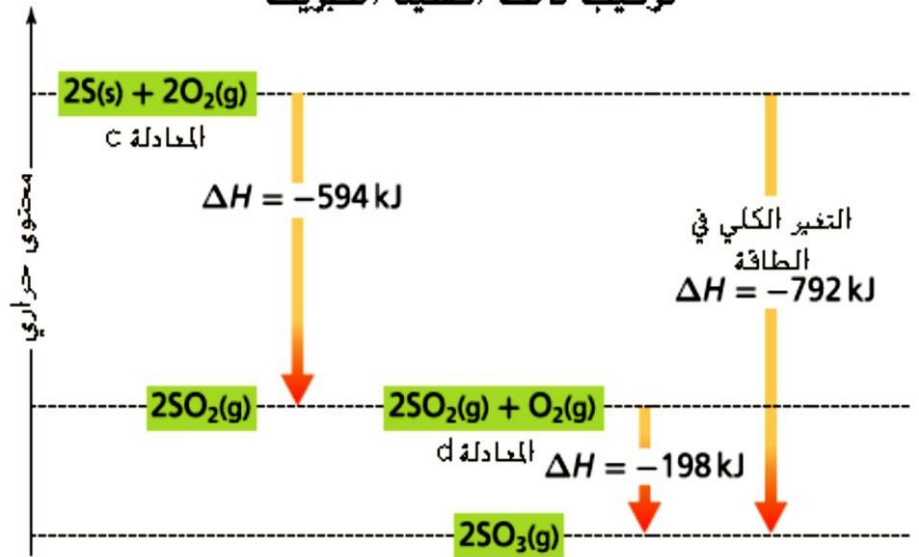 2S(s) + 2O₂(g)
المعادلة c
ΔH = −594 kJ
التغير الكلي في
الطاقة
ΔH = −792 kJ
محتوى حراري
2SO₂(g)
2SO₂(g) + O₂(g)
المعادلة d
ΔH = −198 kJ
2SO₃(g)